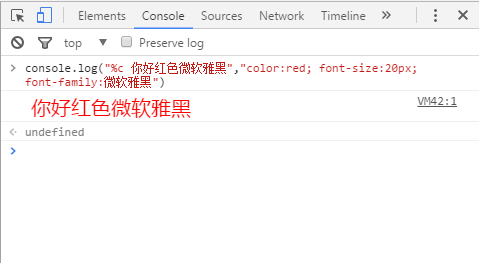 Elements Console Sources Network Timeline »
top ▼ Preserve log
> console.log("%c 你好红色微软雅黑","color:red; font-size:20px;
font-family:微软雅黑")
你好红色微软雅黑 VM42:1
undefined
>